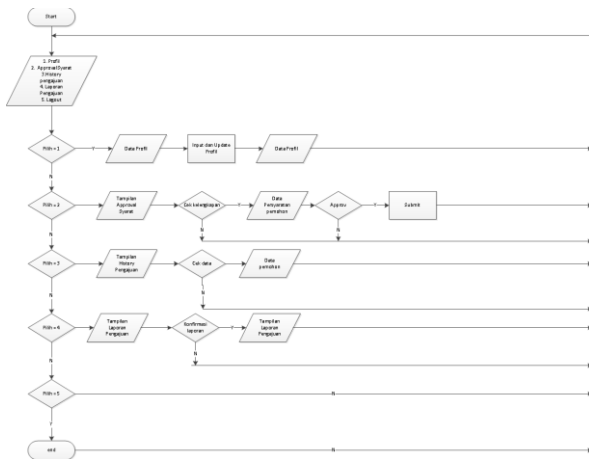 Start
1. Profil
2. Approval Syarat
3 History
pengajuan
4. Laporan
Pengajuan
5. Logout
Pilih = 1
Y
Data Profil
Input dan Update
Profil
Data Profil
N
Pilih = 2
Tampilan
Approval
Syarat
Cek kelengkapan
Y
Data
Persyaratan
pemohon
Approv
Y
Submit
N
N
N
Pilih = 3
Tampilan
History
Pengajuan
Cek data
Data
pemohon
N
N
Pilih = 4
Tampilan
Laporan
Pengajuan
Konfirmasi
laporan
Y
Tampilan
Laporan
Pengajuan
N
N
Pilih = 5
N
Y
end
N